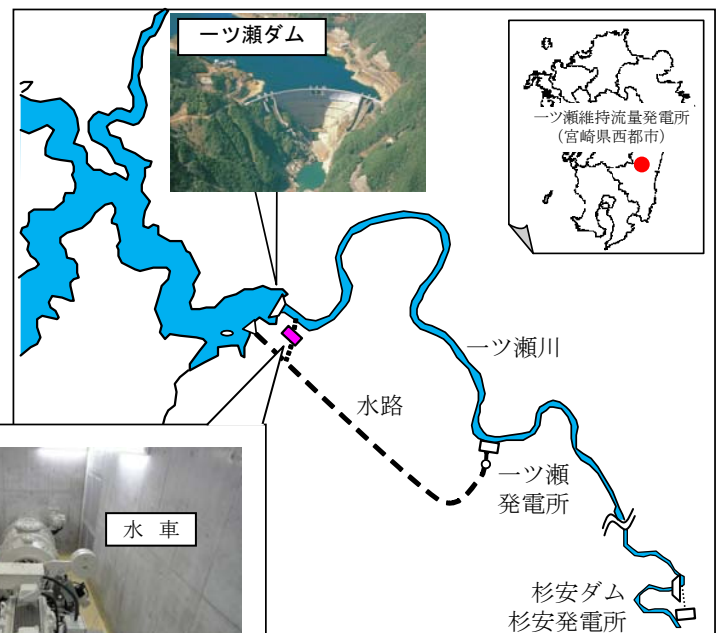 一ツ瀬ダム
一ツ瀬維持流量発電所
（宮崎県西都市）
一ツ瀬川
水路
一ツ瀬
発電所
水 車
杉安ダム
杉安発電所